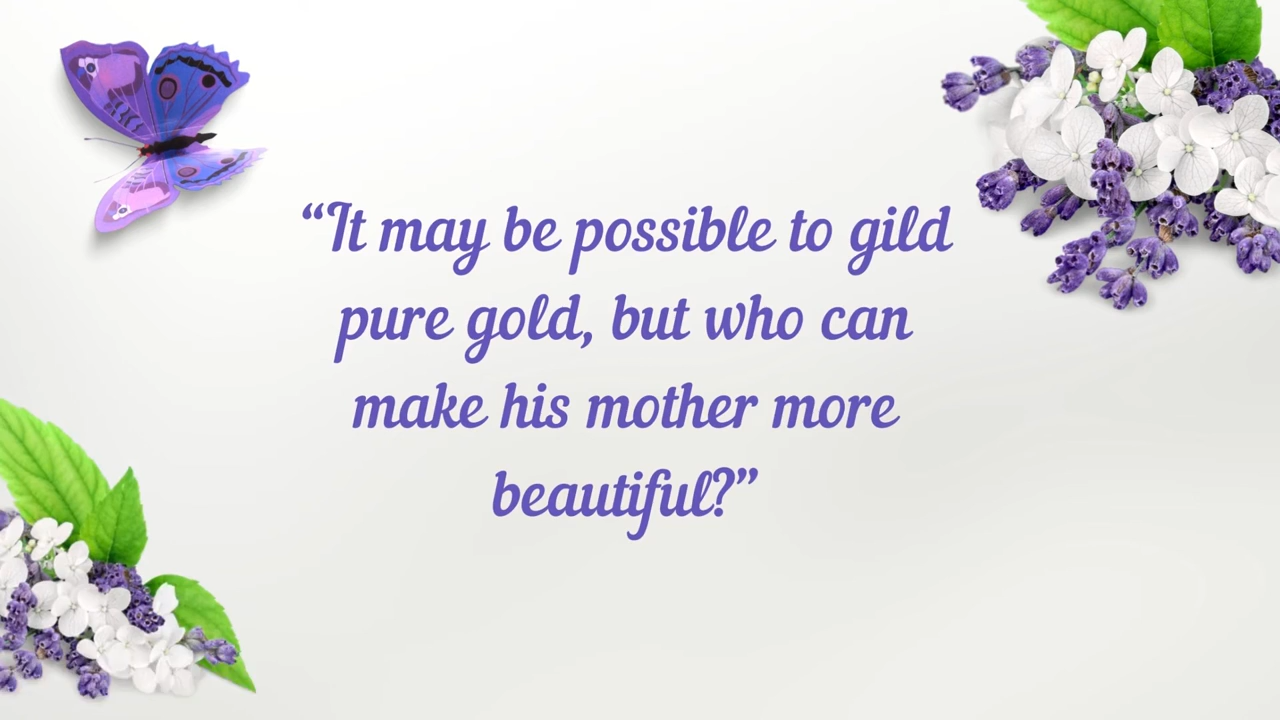 “It may be possible to gild
pure gold, but who can
make his mother more
beautiful?”